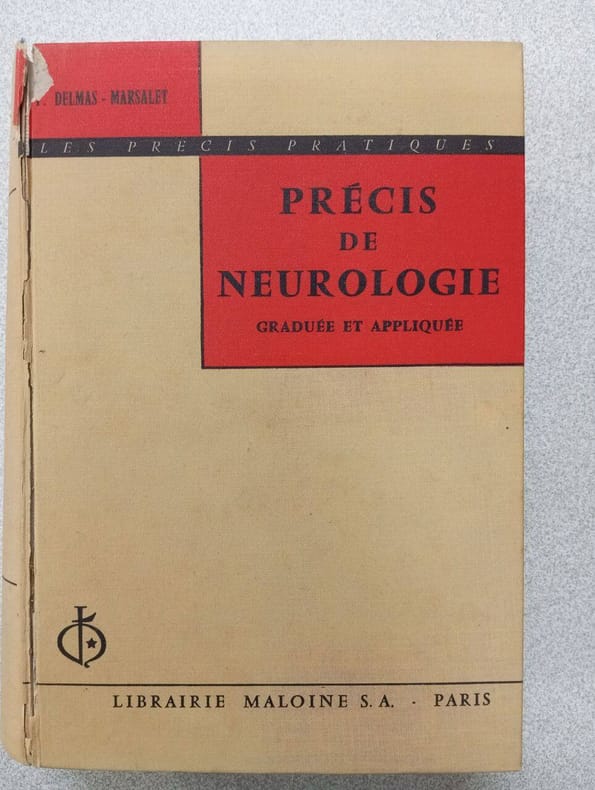 DELMAS - MARSALET
LES PRÉCIS PRATIQUES
PRÉCIS
DE
NEUROLOGIE
GRADUÉE ET APPLIQUÉE
LIBRAIRIE MALOINE S.A. · PARIS